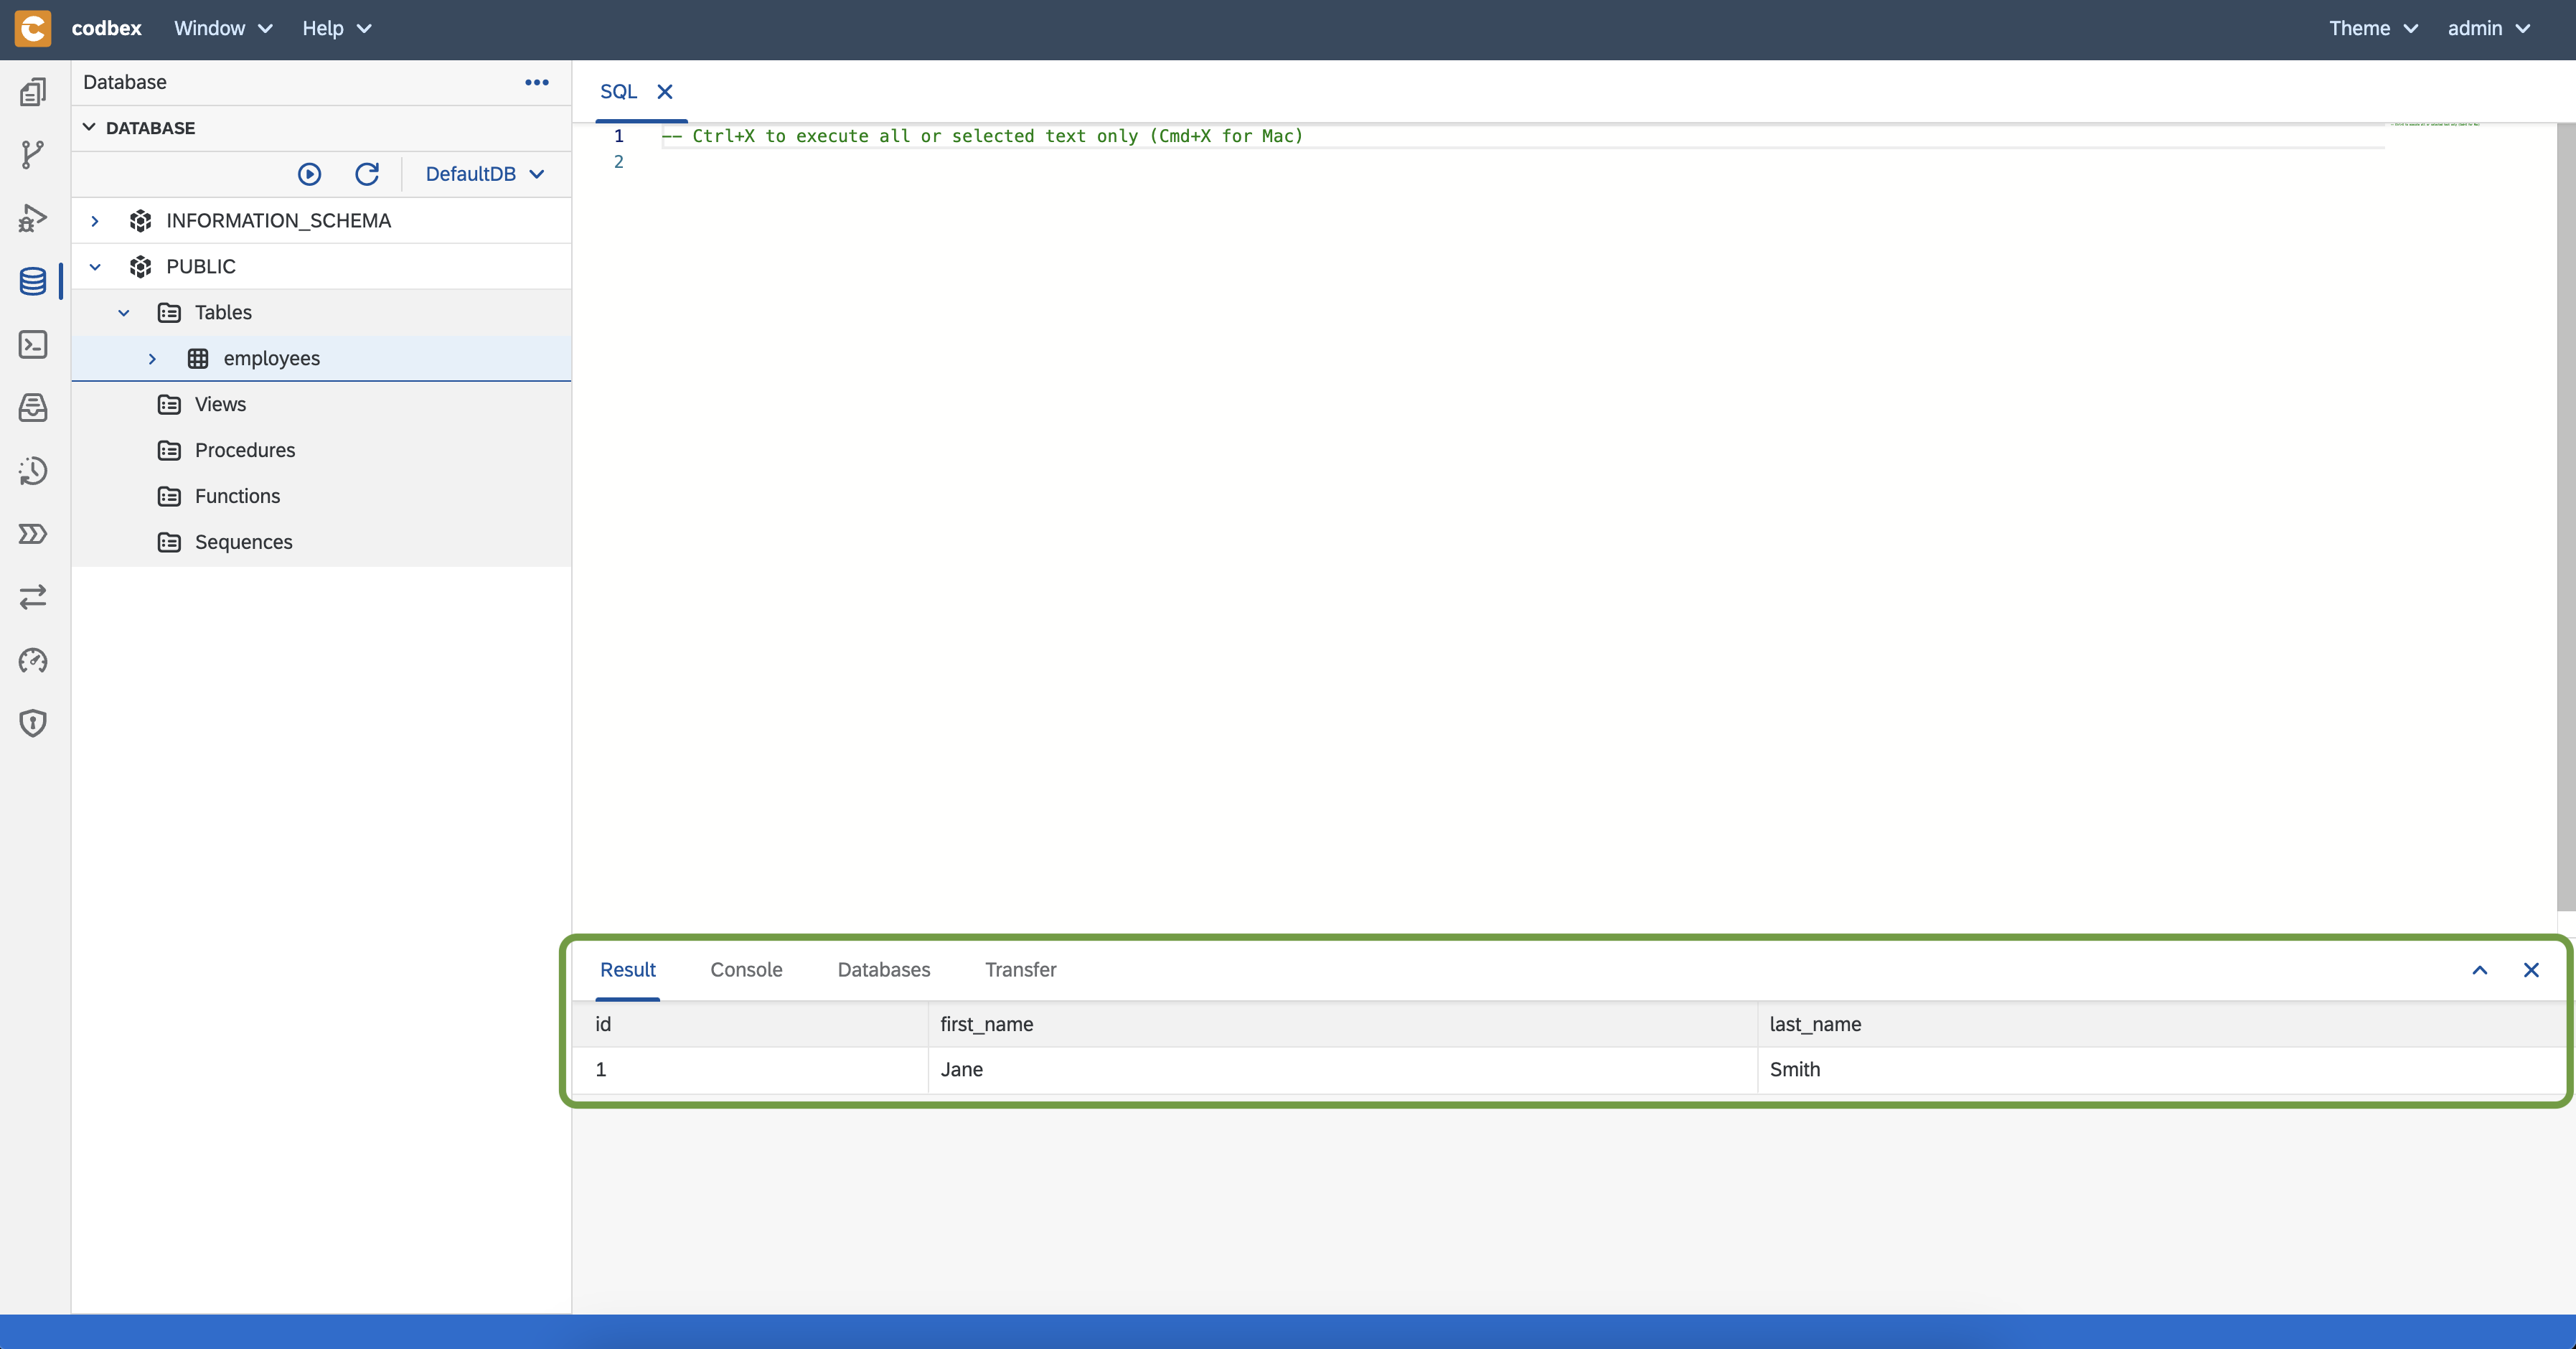 codbex Window Help Theme admin
Database
DATABASE
DefaultDB
INFORMATION_SCHEMA
PUBLIC
Tables
employees
Views
Procedures
Functions
Sequences
SQL
1 -- Ctrl+X to execute all or selected text only (Cmd+X for Mac)
2
Result Console Databases Transfer
id first_name last_name
1 Jane Smith